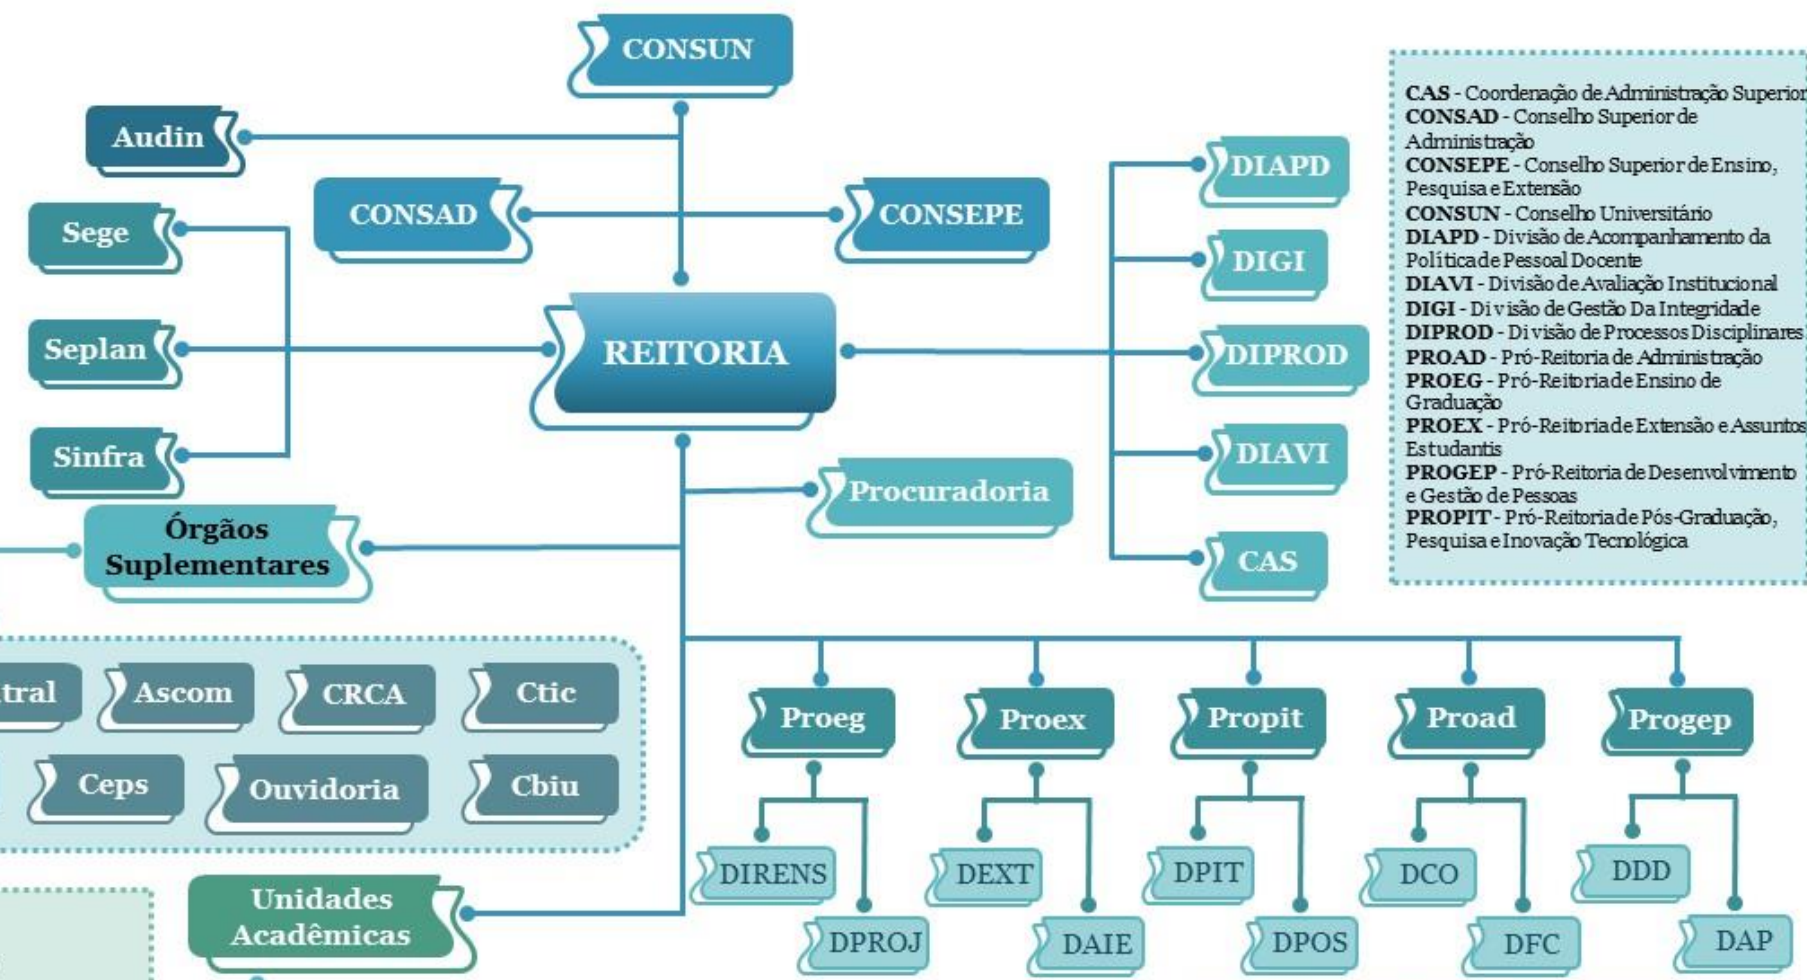 CONSUN
Audin
CONSAD
CONSEPE
Sege
Seplan
Sinfra
REITORIA
DIAPD
DIGI
DIPROD
DIAVI
CAS
Procuradoria
Órgãos
Suplementares
CAS - Coordenação de Administração Superior
CONSAD - Conselho Superior de
Administração
CONSEPE - Conselho Superior de Ensino,
Pesquisa e Extensão
CONSUN - Conselho Universitário
DIAPD - Divisão de Acompanhamento da
Política de Pessoal Docente
DIAVI - Divisão de Avaliação Institucional
DIGI - Divisão de Gestão Da Integridade
DIPROD - Divisão de Processos Disciplinares
PROAD - Pró-Reitoria de Administração
PROEG - Pró-Reitoria de Ensino de
Graduação
PROEX - Pró-Reitoria de Extensão e Assuntos
Estudantis
PROGEP - Pró-Reitoria de Desenvolvimento
e Gestão de Pessoas
PROPIT - Pró-Reitoria de Pós-Graduação,
Pesquisa e Inovação Tecnológica
tral
Ascom
CRCA
Ctic
Ceps
Ouvidoria
Cbiu
Proeg
Proex
Propit
Proad
Progep
DIRENS
DPROJ
DEXT
DAIE
DPIT
DPOS
DCO
DFC
DDD
DAP
Unidades
Acadêmicas